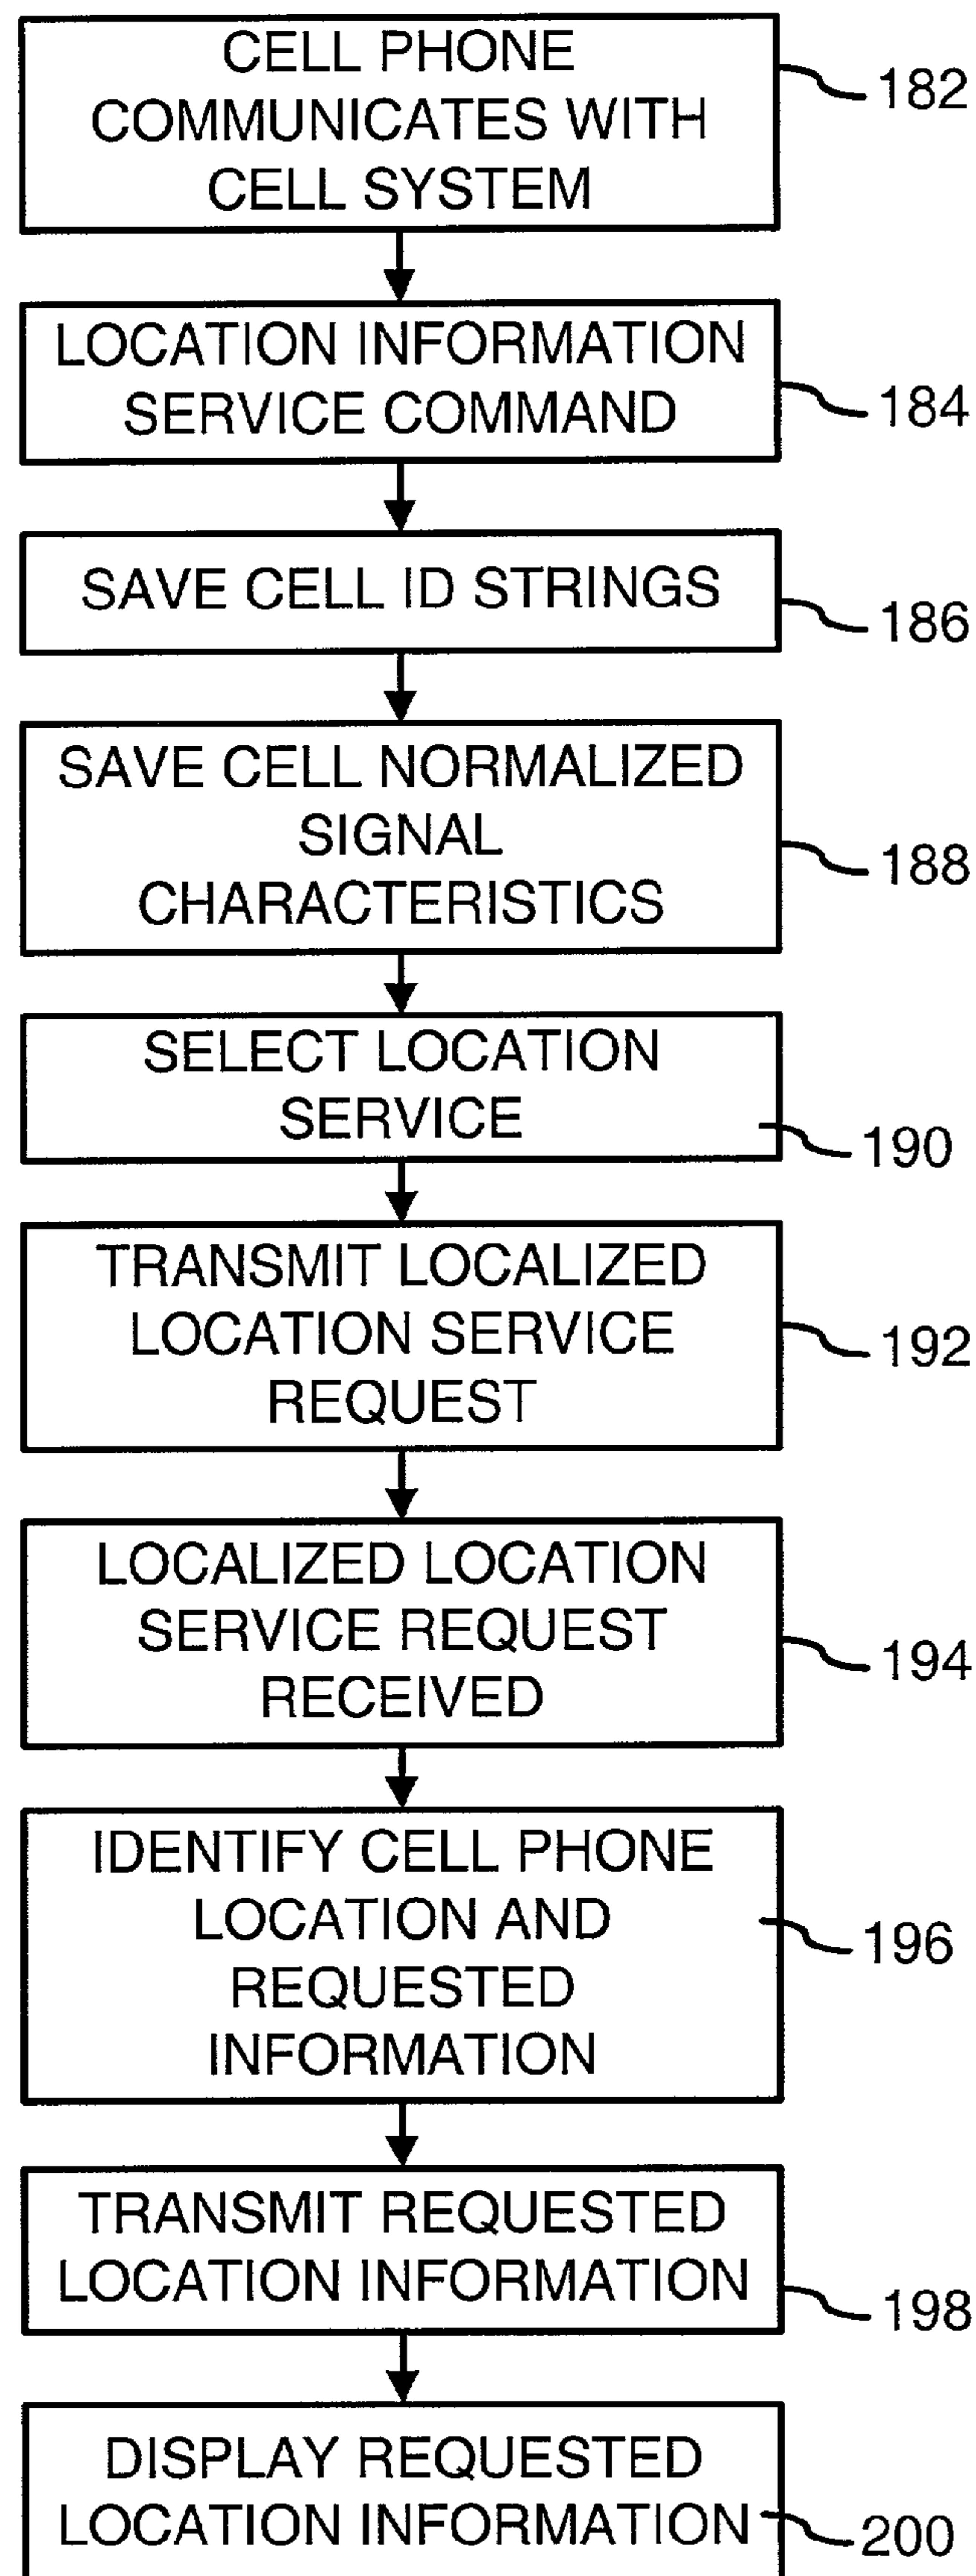 CELL PHONE
COMMUNICATES WITH
CELL SYSTEM
182
LOCATION INFORMATION
SERVICE COMMAND
184
SAVE CELL ID STRINGS
186
SAVE CELL NORMALIZED
SIGNAL
CHARACTERISTICS
188
SELECT LOCATION
SERVICE
190
TRANSMIT LOCALIZED
LOCATION SERVICE
REQUEST
192
LOCALIZED LOCATION
SERVICE REQUEST
RECEIVED
194
IDENTIFY CELL PHONE
LOCATION AND
REQUESTED
INFORMATION
196
TRANSMIT REQUESTED
LOCATION INFORMATION
198
DISPLAY REQUESTED
LOCATION INFORMATION
200